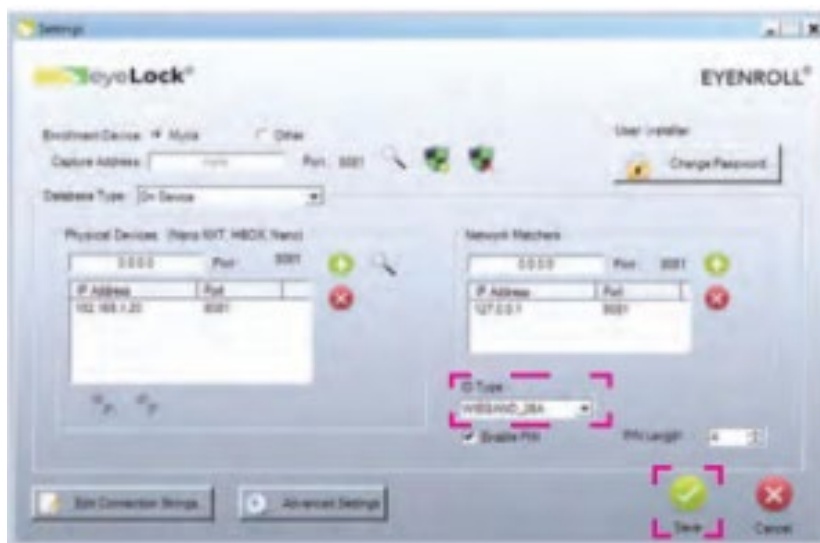 Settings
eyeLock®
EYENROLL®
Enrollment Device: Myris Other
User: Installer
Capture Address: myris Port: 8081
Change Password
Database Type: On Device
Physical Devices: (Nano NXT, HBOX, Nano)
Network Matchers
0.0.0.0 Port: 8081
0.0.0.0 Port: 8081
IP Address Port
IP Address Port
192.168.1.20 8081
127.0.0.1 8081
ID Type
WIEGAND_26A
Enable PIN
PIN Length: 4
Edit Connection Strings
Advanced Settings
Save
Cancel